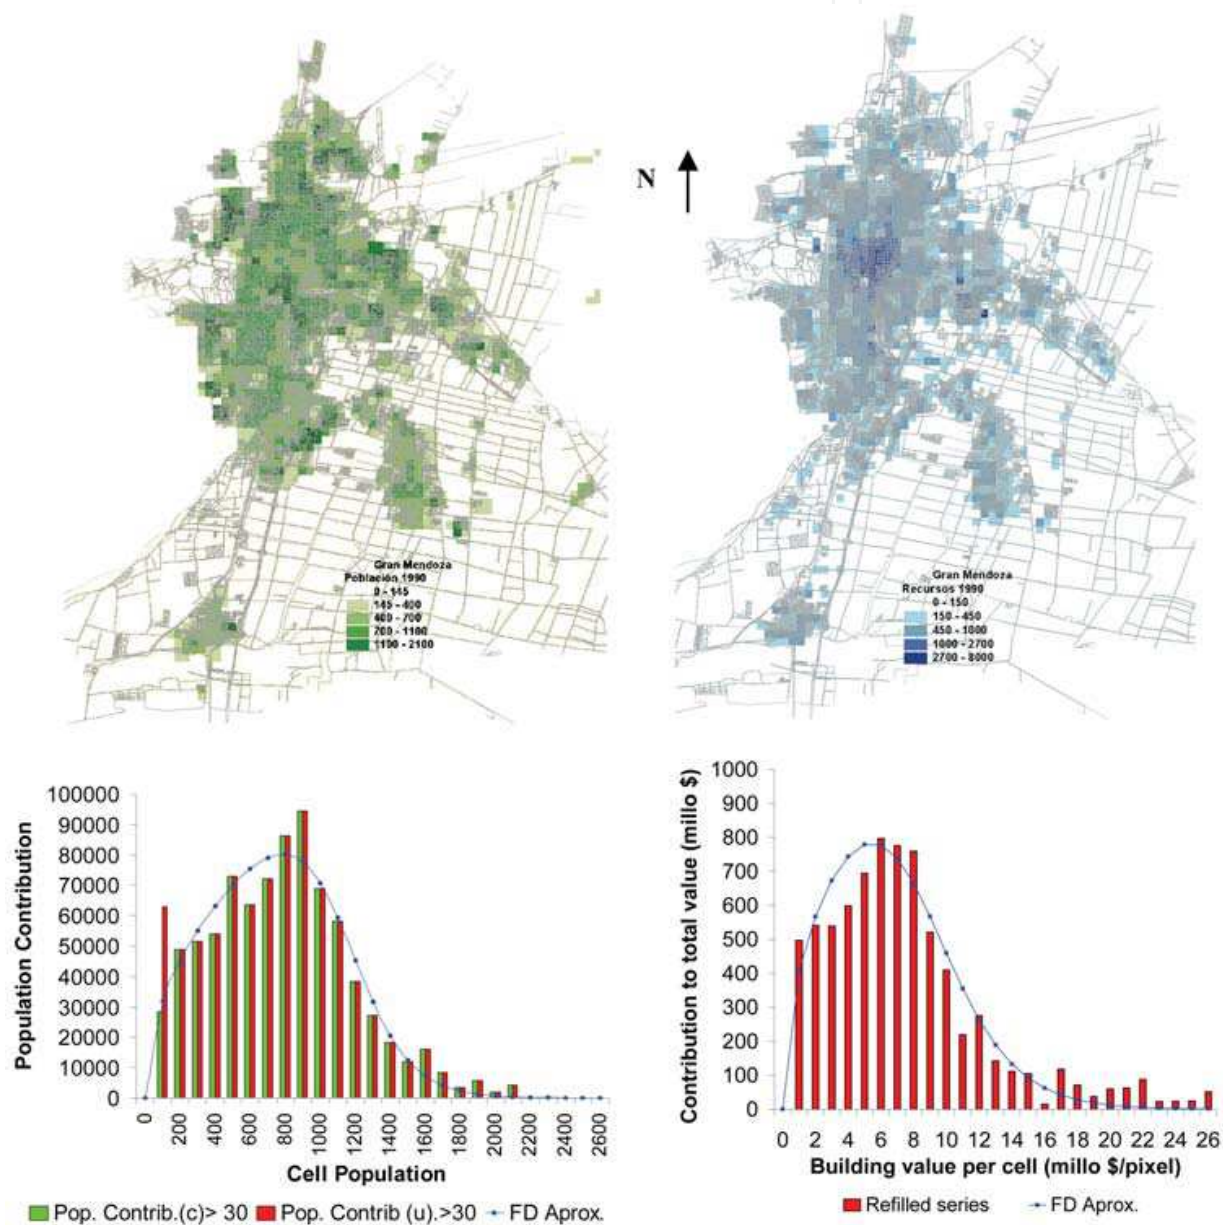 N
Gran Mendoza
Población 1990
0 - 145
145 - 400
400 - 700
700 - 1100
1100 - 2100
Gran Mendoza
Recursos 1990
0 - 150
150 - 450
450 - 1000
1000 - 2700
2700 - 8000
Population Contribution
100000
90000
80000
70000
60000
50000
40000
30000
20000
10000
0
0 200 400 600 800 1000 1200 1400 1600 1800 2000 2200 2400 2600
Cell Population
Pop. Contrib.(c)> 30 Pop. Contrib (u).>30 FD Aprox.
Contribution to total value (millo $)
1000
900
800
700
600
500
400
300
200
100
0
0 2 4 6 8 10 12 14 16 18 20 22 24 26
Building value per cell (millo $/pixel)
Refilled series FD Aprox.